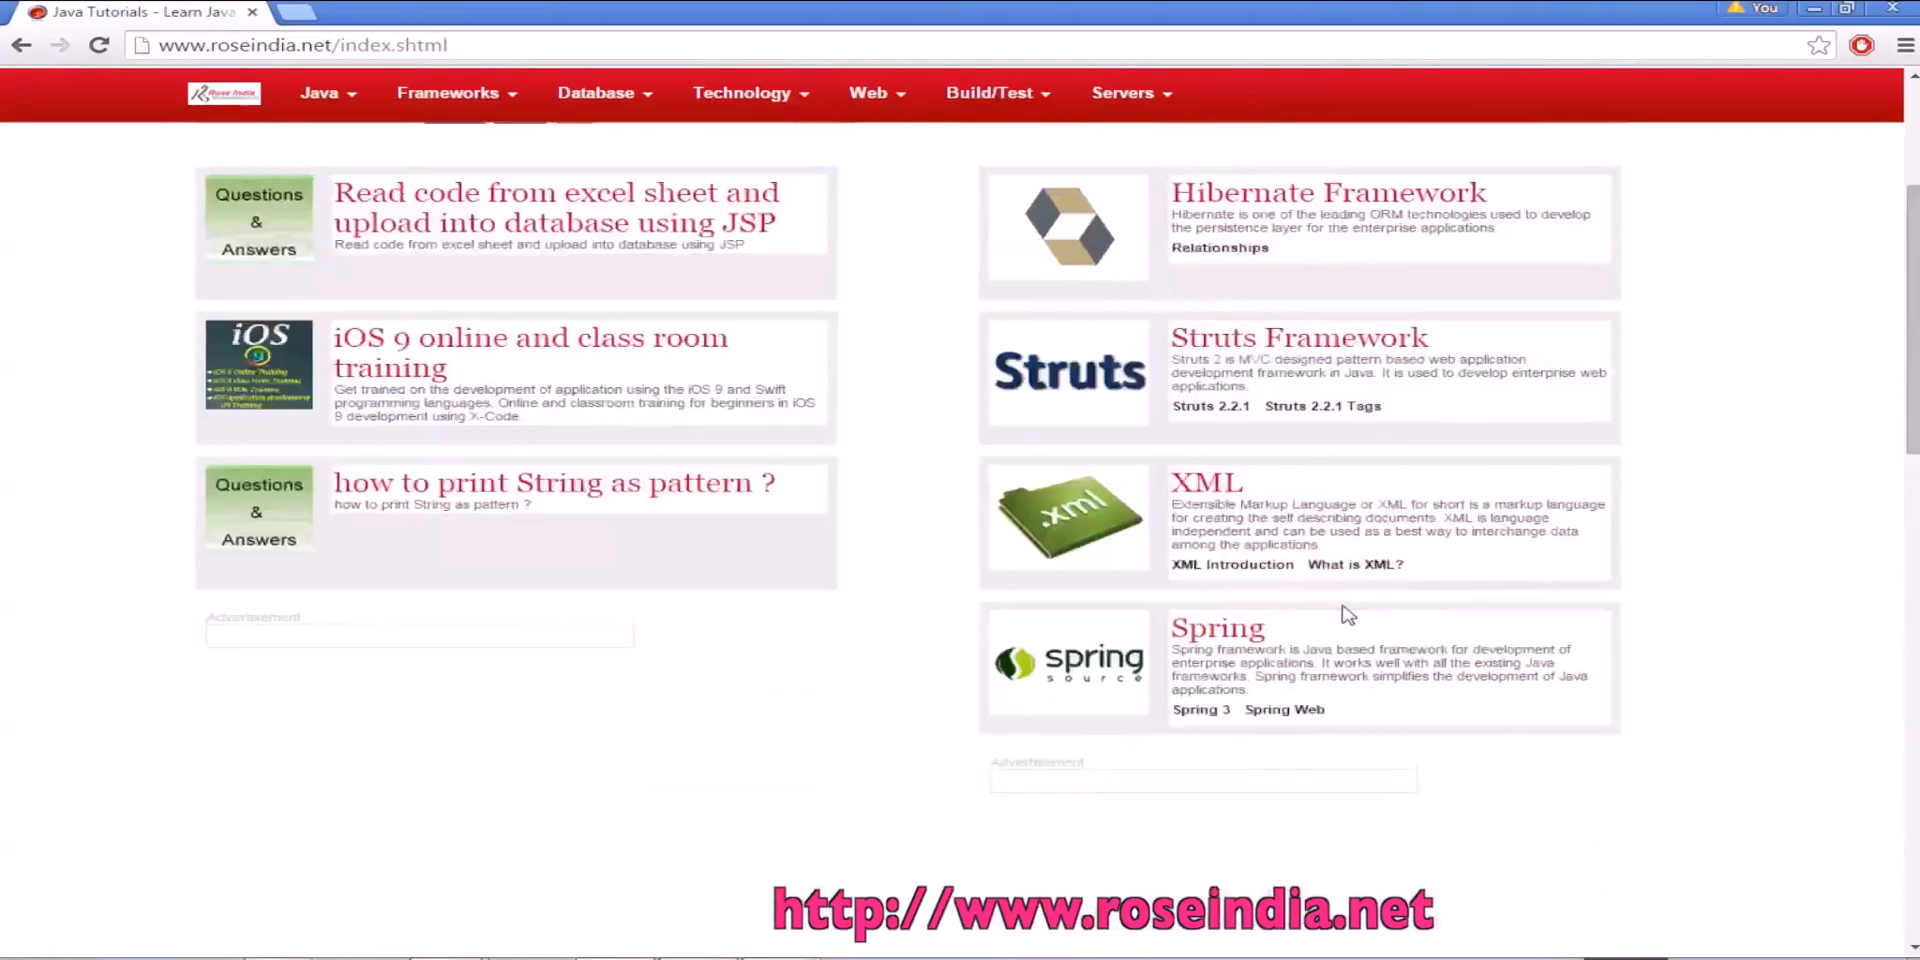 Java Tutorials - Learn Java
You
www.roseindia.net/index.shtml
Rose India
Java
Frameworks
Database
Technology
Web
Build/Test
Servers
Questions
&
Answers
Read code from excel sheet and
upload into database using JSP
Read code from excel sheet and upload into database using JSP
iOS
9
iOS 9 online and class room
training
Get trained on the development of application using the iOS 9 and Swift
programming languages. Online and classroom training for beginners in iOS
9 development using X-Code.
Questions
&
Answers
how to print String as pattern ?
how to print String as pattern ?
Advertisement
Hibernate Framework
Hibernate is one of the leading ORM technologies used to develop
the persistence layer for the enterprise applications.
Relationships
Struts
Struts Framework
Struts 2 is MVC designed pattern based web application
development framework in Java. It is used to develop enterprise web
applications.
Struts 2.2.1 Struts 2.2.1 Tags
.xml
XML
Extensible Markup Language or XML for short is a markup language
for creating the self describing documents. XML is language
independent and can be used as a best way to interchange data
among the applications.
XML Introduction What is XML?
spring
source
Spring
Spring framework is Java based framework for development of
enterprise applications. It works well with all the existing Java
frameworks. Spring framework simplifies the development of Java
applications.
Spring 3 Spring Web
Advertisement
http://www.roseindia.net